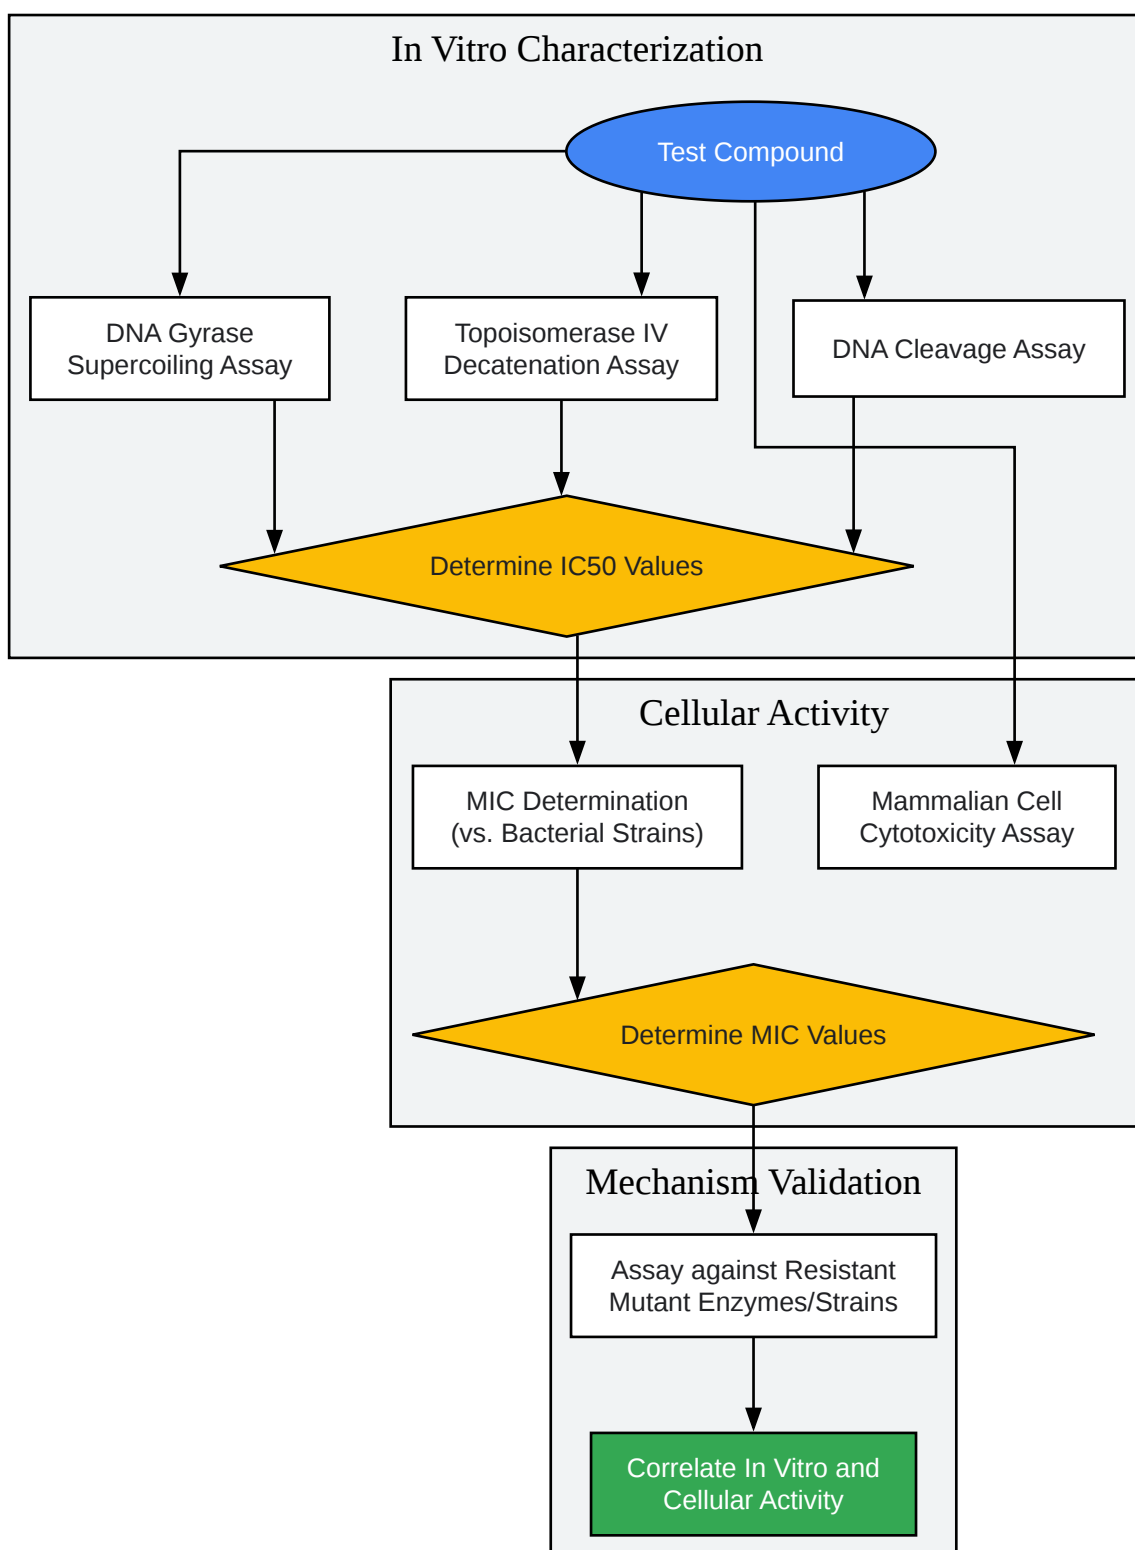 In Vitro Characterization
Test Compound
DNA Gyrase
Supercoiling Assay
Topoisomerase IV
Decatenation Assay
DNA Cleavage Assay
Determine IC50 Values
Cellular Activity
MIC Determination
(vs. Bacterial Strains)
Mammalian Cell
Cytotoxicity Assay
Determine MIC Values
Mechanism Validation
Assay against Resistant
Mutant Enzymes/Strains
Correlate In Vitro and
Cellular Activity